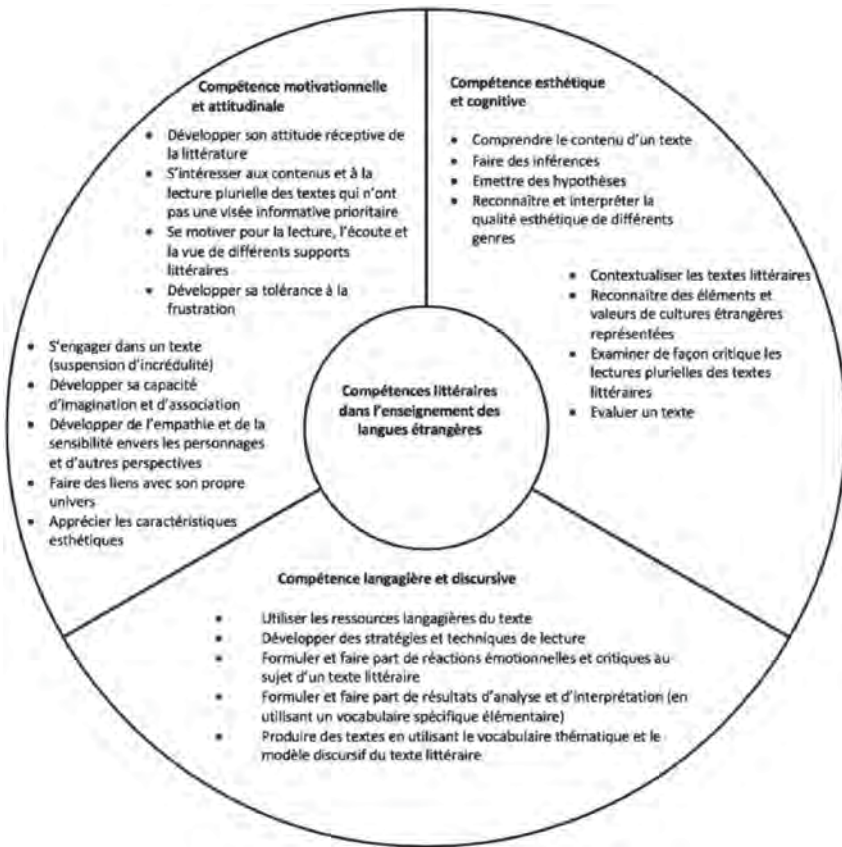 Compétence motivationnelle
et attitudinale
• Développer son attitude réceptive de
la littérature
• S'intéresser aux contenus et à la
lecture plurielle des textes qui n'ont
pas une visée informative prioritaire
• Se motiver pour la lecture, l'écoute et
la vue de différents supports
littéraires
• Développer sa tolérance à la
frustration
• S'engager dans un texte
(suspension d'incrédulité)
• Développer sa capacité
d'imagination et d'association
• Développer de l'empathie et de la
sensibilité envers les personnages
et d'autres perspectives
• Faire des liens avec son propre
univers
• Apprécier les caractéristiques
esthétiques
Compétence esthétique
et cognitive
• Comprendre le contenu d'un texte
• Faire des inférences
• Emettre des hypothèses
• Reconnaître et interpréter la
qualité esthétique de différents
genres
• Contextualiser les textes littéraires
• Reconnaître des éléments et
valeurs de cultures étrangères
représentées
• Examiner de façon critique les
lectures plurielles des textes
littéraires
• Evaluer un texte
Compétences littéraires
dans l'enseignement des
langues étrangères
Compétence langagière et discursive
• Utiliser les ressources langagières du texte
• Développer des stratégies et techniques de lecture
• Formuler et faire part de réactions émotionnelles et critiques au
sujet d'un texte littéraire
• Formuler et faire part de résultats d'analyse et d'interprétation (en
utilisant un vocabulaire spécifique élémentaire)
• Produire des textes en utilisant le vocabulaire thématique et le
modèle discursif du texte littéraire